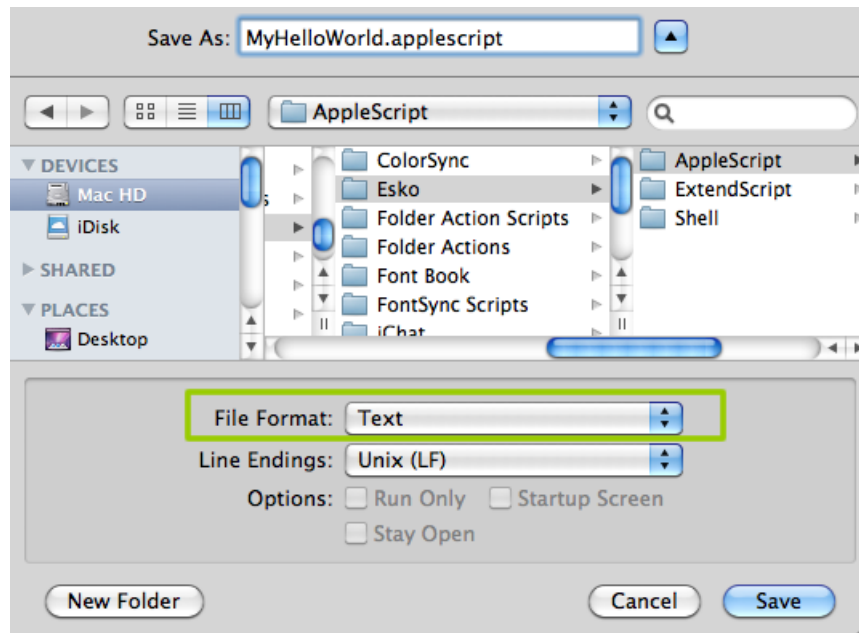 Save As: MyHelloWorld.applescript
AppleScript
DEVICES
Mac HD
iDisk
SHARED
PLACES
Desktop
ColorSync
Esko
Folder Action Scripts
Folder Actions
Font Book
FontSync Scripts
iChat
AppleScript
ExtendScript
Shell
File Format: Text
Line Endings: Unix (LF)
Options: Run Only Startup Screen
Stay Open
New Folder Cancel Save